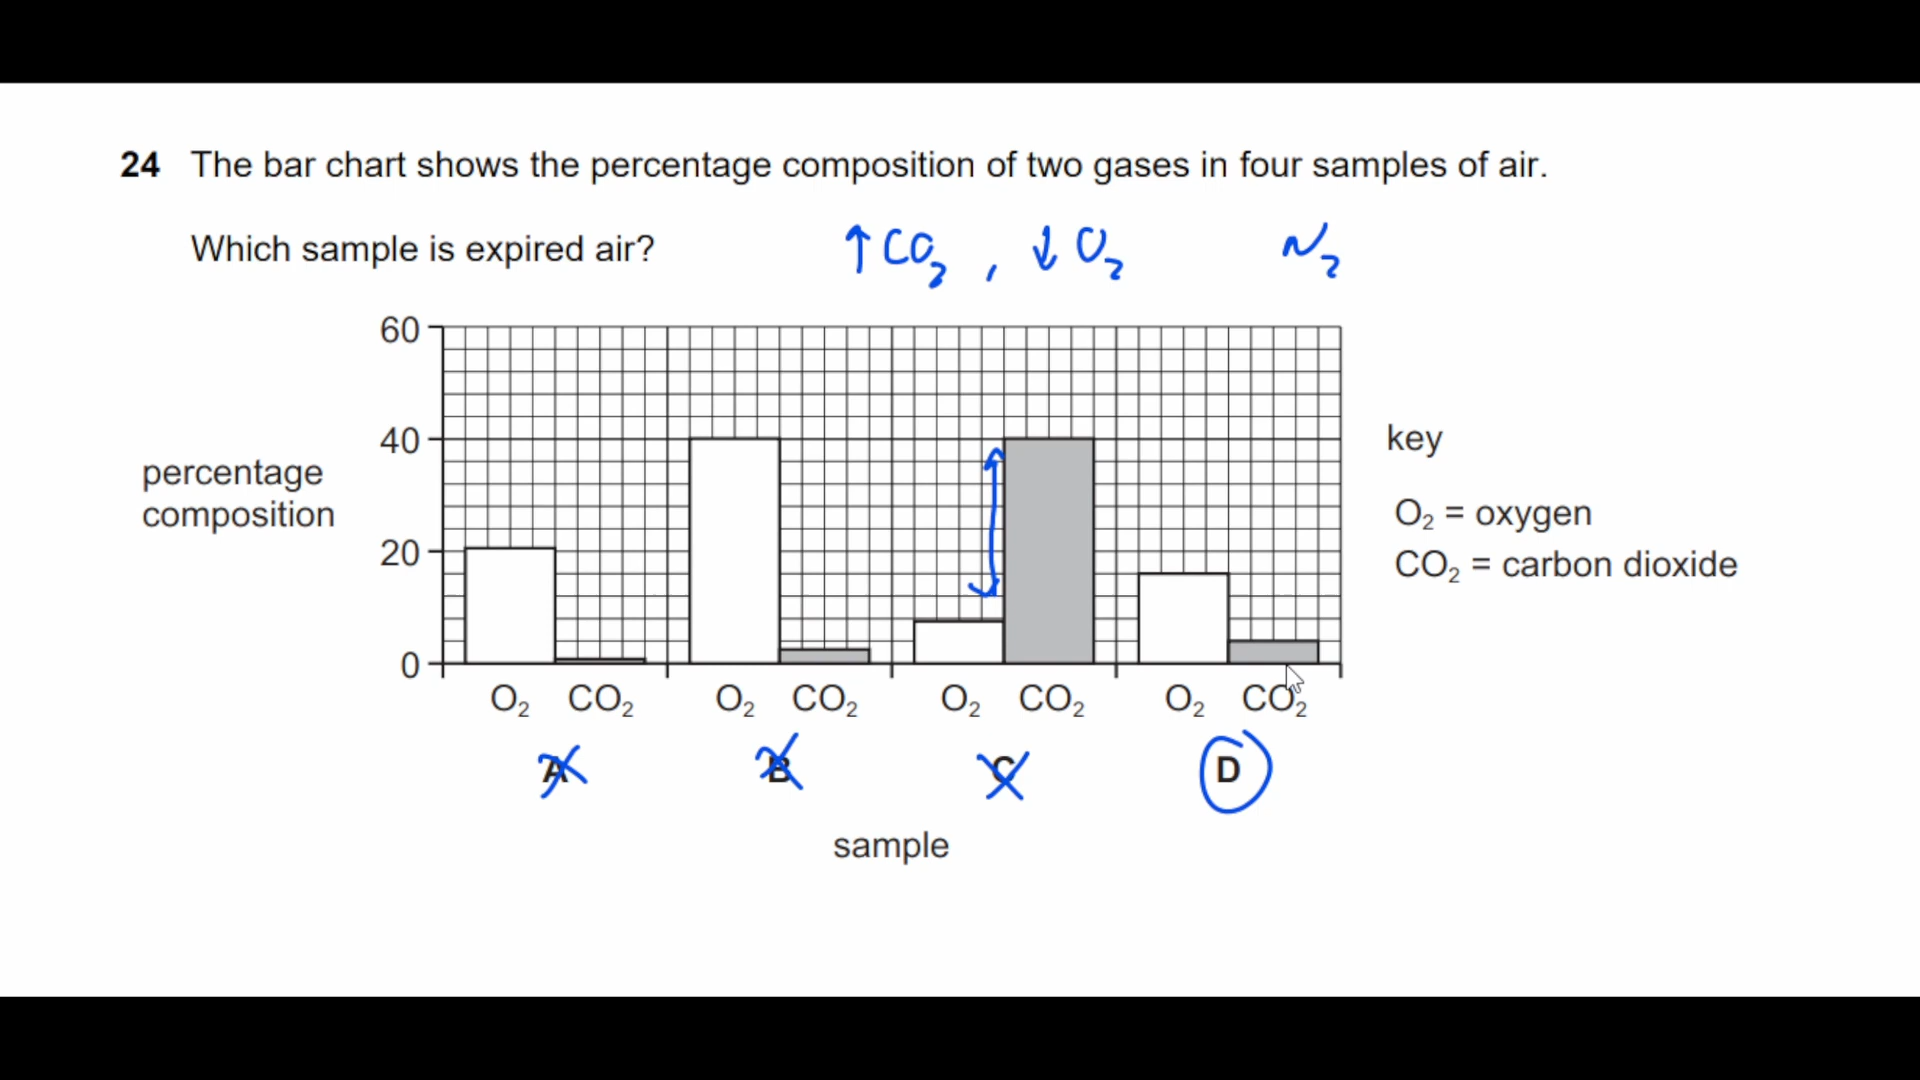 24 The bar chart shows the percentage composition of two gases in four samples of air.
Which sample is expired air? ↑CO₂, ↓O₂ N₂
60
40
20
0
percentage
composition
key
O₂ = oxygen
CO₂ = carbon dioxide
O₂ CO₂ O₂ CO₂ O₂ CO₂ O₂ CO₂
A B C D
sample